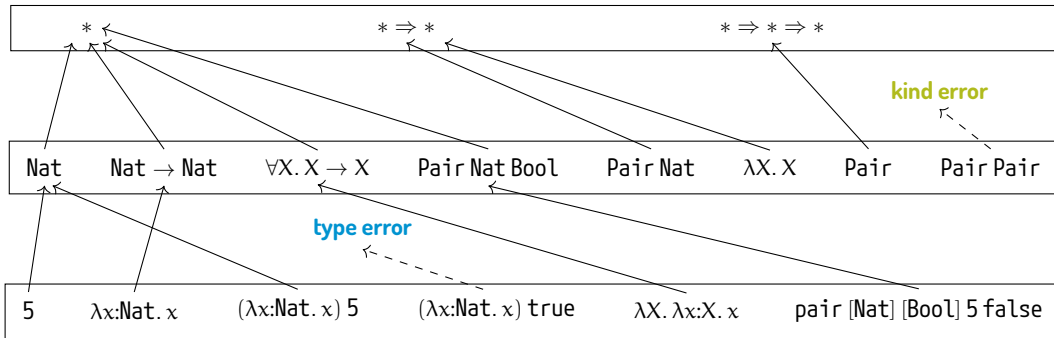 ∗ ∗ ⇒ ∗ ∗ ⇒ ∗ ⇒ ∗
kind error
Nat Nat → Nat ∀X. X → X Pair Nat Bool Pair Nat λX. X Pair Pair Pair
type error
5 λx:Nat. x (λx:Nat. x) 5 (λx:Nat. x) true λX. λx:X. x pair [Nat] [Bool] 5 false